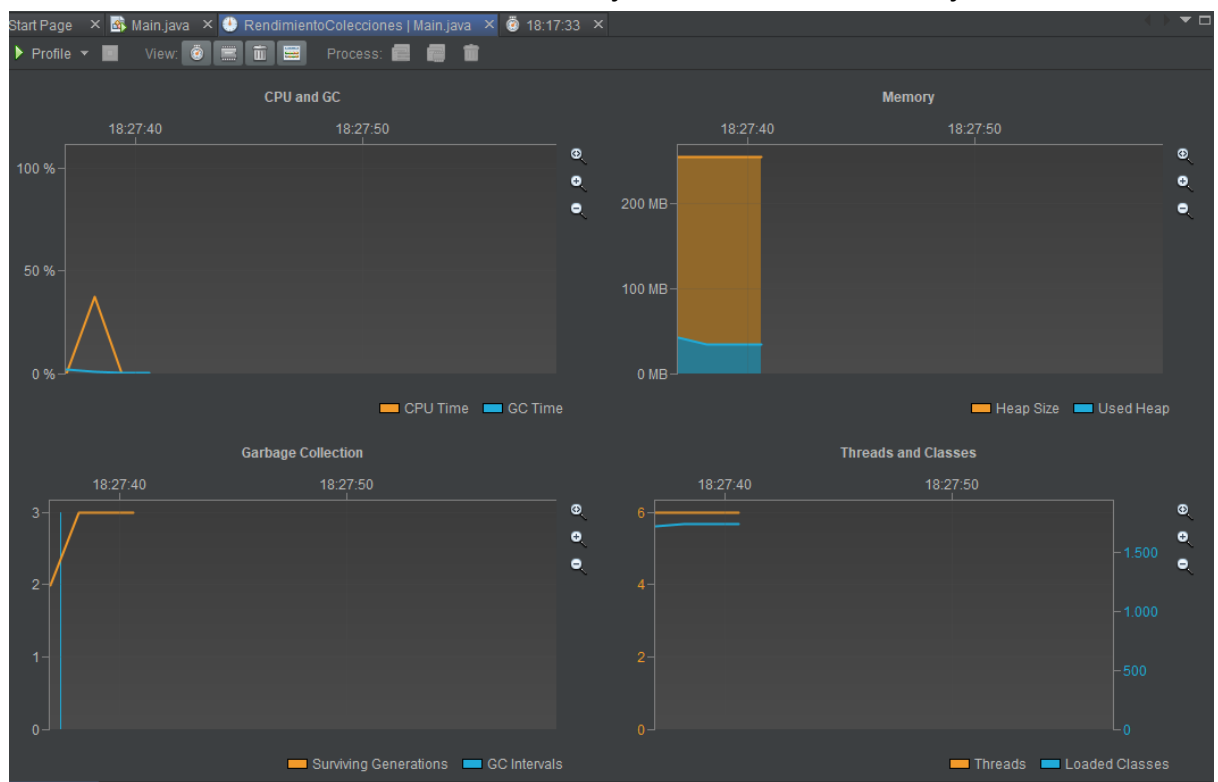 Start Page Main.java RendimientoColecciones | Main.java 18:17:33
Profile View: Process:
CPU and GC
18:27:40 18:27:50
100 %
50 %
0 %
CPU Time GC Time
Memory
18:27:40 18:27:50
200 MB
100 MB
0 MB
Heap Size Used Heap
Garbage Collection
18:27:40 18:27:50
3
2
1
0
Surviving Generations GC Intervals
Threads and Classes
18:27:40 18:27:50
6
4
2
0
1.500
1.000
500
0
Threads Loaded Classes